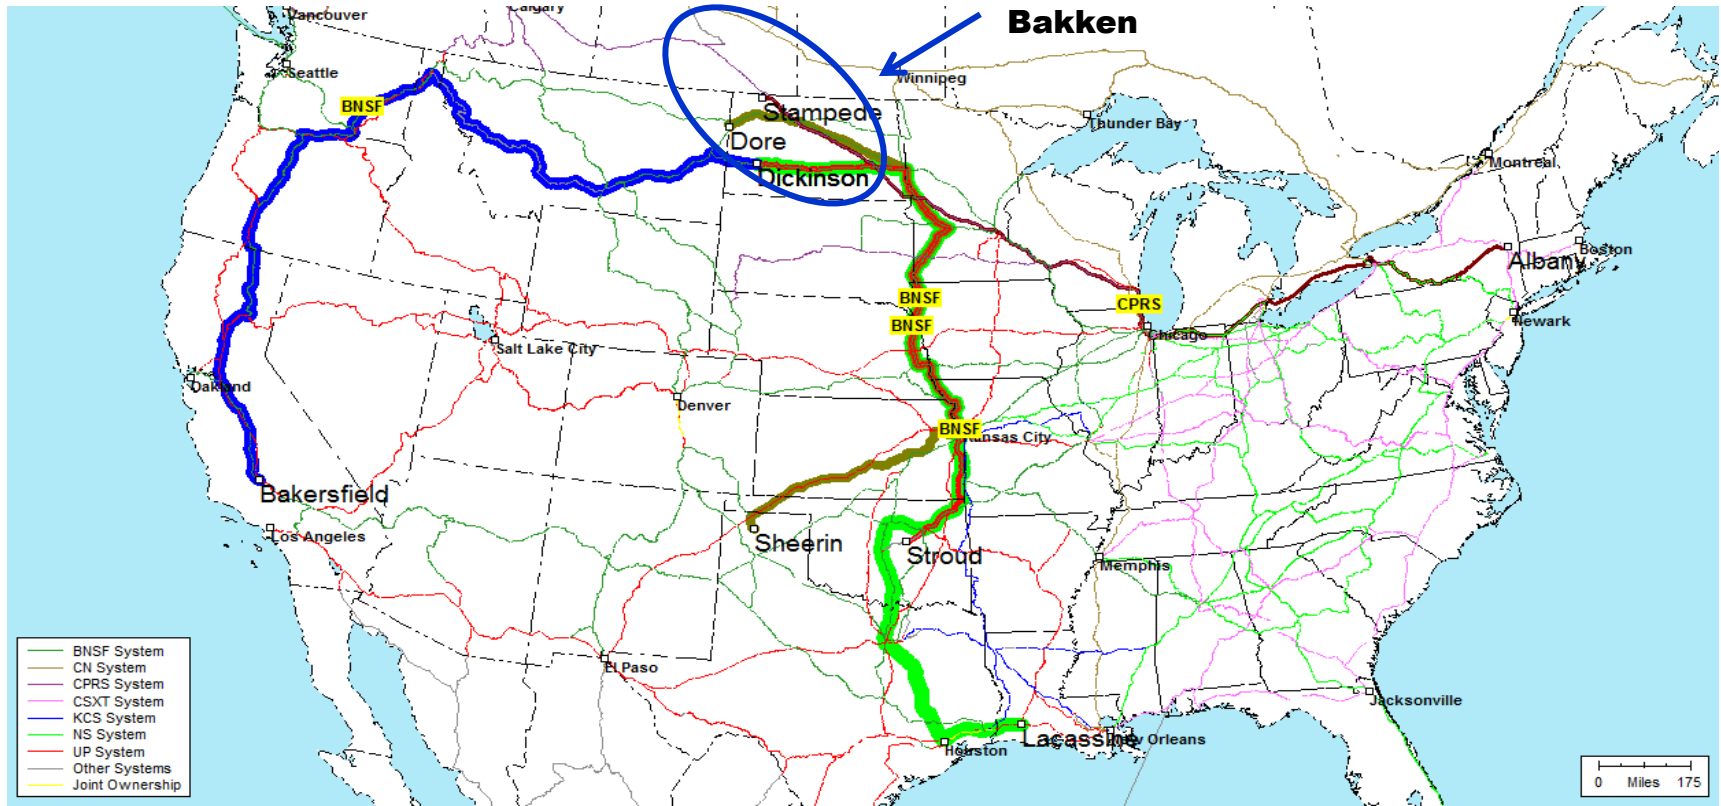 Vancouver
Calgary
Bakken
Seattle
Winnipeg
BNSF
Stampede
Thunder Bay
Dore
Montreal
Dickinson
Albany
Boston
BNSF
CPRS
BNSF
Newark
Chicago
Salt Lake City
Oakland
Denver
BNSF
Kansas City
Bakersfield
Los Angeles
Sheerin
Stroud
Memphis
El Paso
Jacksonville
Lacassine
New Orleans
Houston
BNSF System
CN System
CPRS System
CSXT System
KCS System
NS System
UP System
Other Systems
Joint Ownership
0 Miles 175